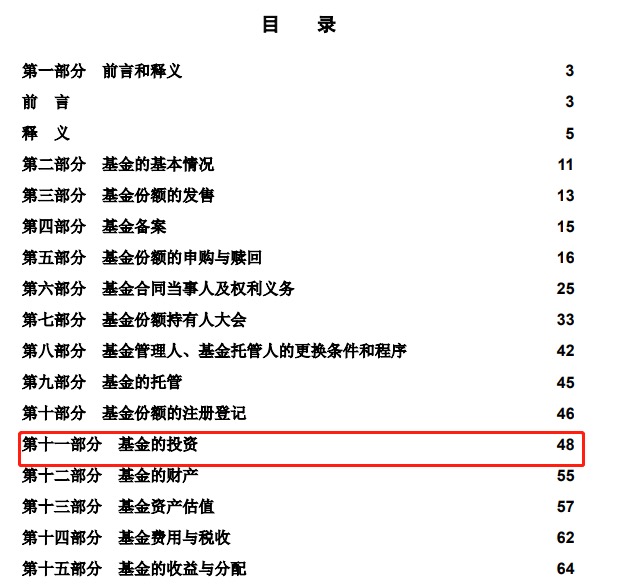 目 录
第一部分 前言和释义 3
前 言 3
释 义 5
第二部分 基金的基本情况 11
第三部分 基金份额的发售 13
第四部分 基金备案 15
第五部分 基金份额的申购与赎回 16
第六部分 基金合同当事人及权利义务 25
第七部分 基金份额持有人大会 33
第八部分 基金管理人、基金托管人的更换条件和程序 42
第九部分 基金的托管 45
第十部分 基金份额的注册登记 46
第十一部分 基金的投资 48
第十二部分 基金的财产 55
第十三部分 基金资产估值 57
第十四部分 基金费用与税收 62
第十五部分 基金的收益与分配 64